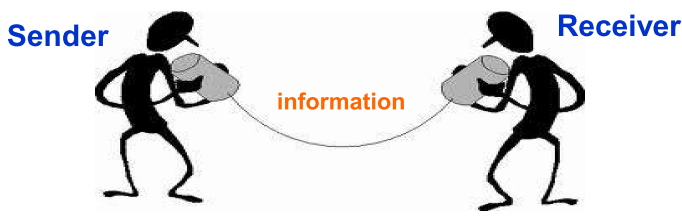 Sender
Receiver
information